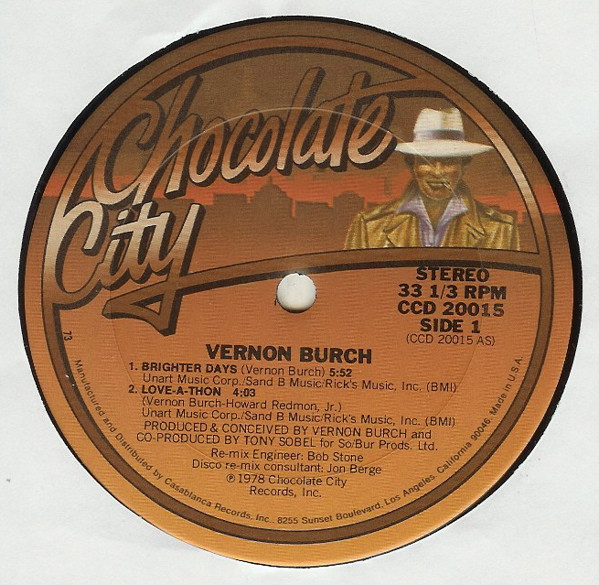 Chocolate
City
STEREO
33 1/3 RPM
CCD 20015
SIDE 1
(CCD 20015 AS)
73
VERNON BURCH
1. BRIGHTER DAYS (Vernon Burch) 5:52
Unart Music Corp./Sand B Music/Rick's Music, Inc. (BMI)
2. LOVE-A-THON 4:03
(Vernon Burch-Howard Redmon, Jr.)
Unart Music Corp./Sand B Music/Rick's Music, Inc. (BMI)
PRODUCED & CONCEIVED BY VERNON BURCH and
CO-PRODUCED BY TONY SOBEL for So/Bur Prods. Ltd.
Re-mix Engineer: Bob Stone
Disco re-mix consultant: Jon Berge
℗ 1978 Chocolate City
Records, Inc.
Manufactured and Distributed by Casablanca Records, Inc., 8255 Sunset Boulevard, Los Angeles, California 90046. Made in U.S.A.